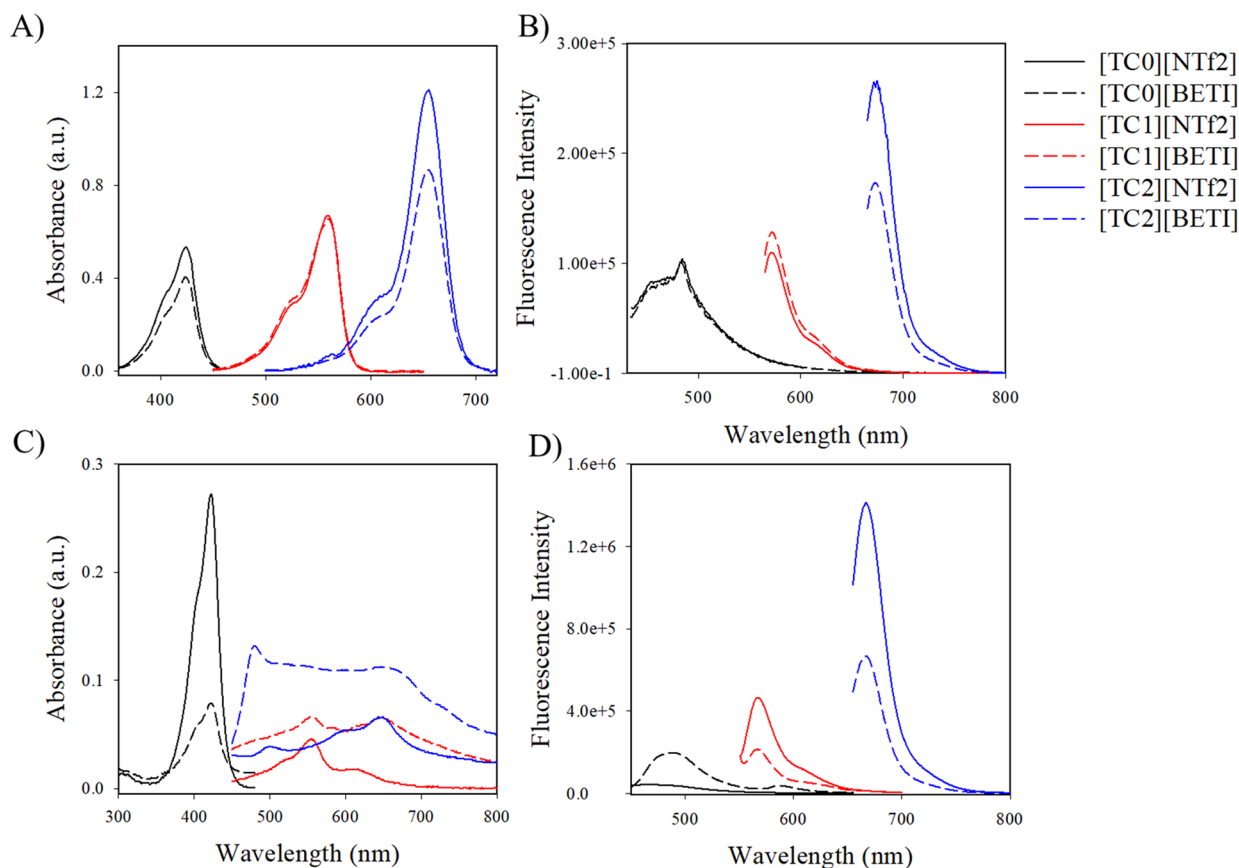 A)
B)
1.2
0.8
0.4
0.0
Absorbance (a.u.)
400
500
600
700
3.00e+5
2.00e+5
1.00e+5
-1.00e-1
Fluorescence Intensity
500
600
700
800
Wavelength (nm)
[TC0][NTf2]
[TC0][BETI]
[TC1][NTf2]
[TC1][BETI]
[TC2][NTf2]
[TC2][BETI]
C)
D)
0.3
0.2
0.1
0.0
Absorbance (a.u.)
300
400
500
600
700
800
Wavelength (nm)
1.6e+6
1.2e+6
8.0e+5
4.0e+5
0.0
Fluorescence Intensity
500
600
700
800
Wavelength (nm)